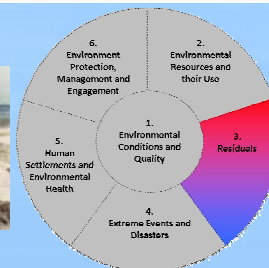 1.
Environmental
Conditions and
Quality
2.
Environmental
Resources and
their Use
3.
Residuals
4.
Extreme Events and
Disasters
5.
Human
Settlements and
Environmental
Health
6.
Environment
Protection,
Management and
Engagement